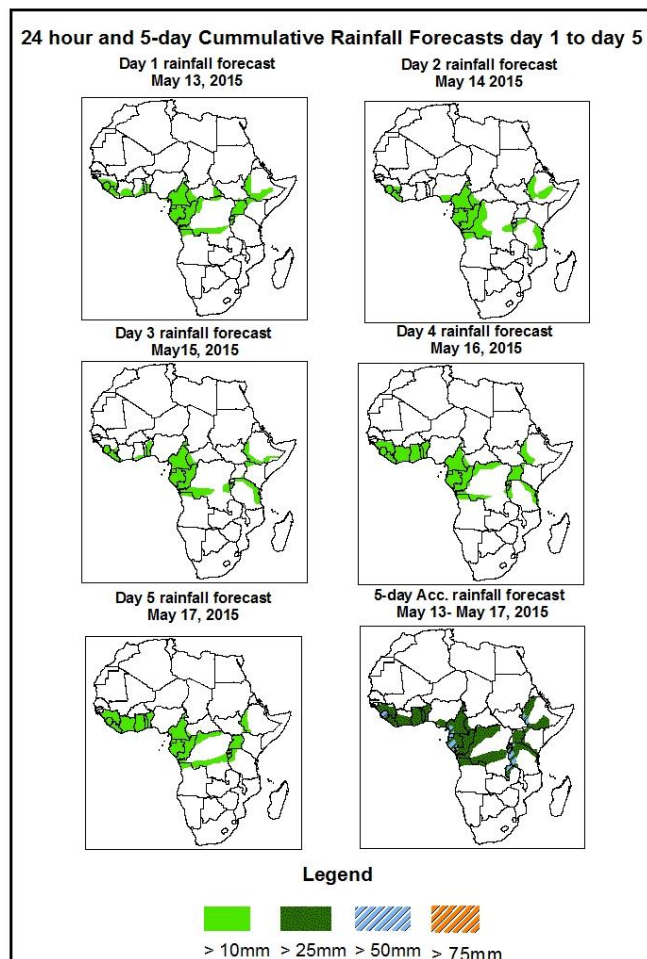 24 hour and 5-day Cummulative Rainfall Forecasts day 1 to day 5
Day 1 rainfall forecast
May 13, 2015
Day 2 rainfall forecast
May 14 2015
Day 3 rainfall forecast
May15, 2015
Day 4 rainfall forecast
May 16, 2015
Day 5 rainfall forecast
May 17, 2015
5-day Acc. rainfall forecast
May 13- May 17, 2015
Legend
> 10mm > 25mm > 50mm > 75mm